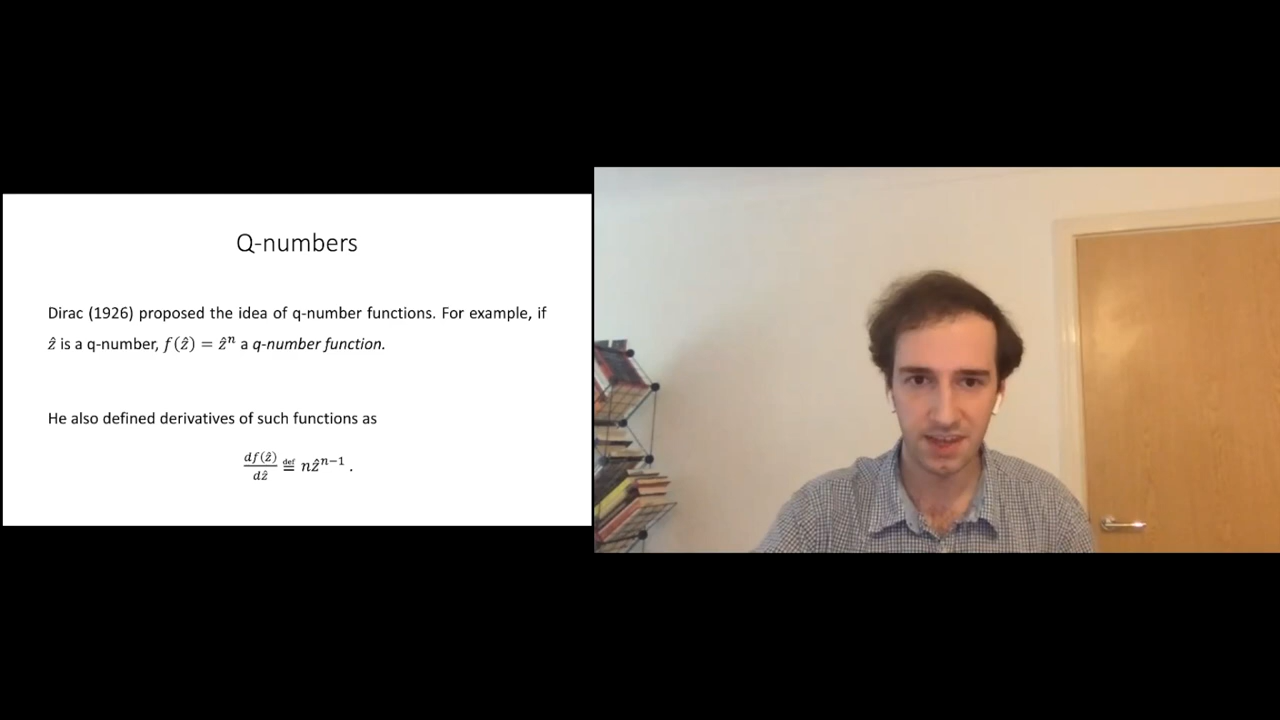 Q-numbers
Dirac (1926) proposed the idea of q-number functions. For example, if
ẑ is a q-number, f(ẑ) = ẑⁿ a q-number function.
He also defined derivatives of such functions as
df(ẑ)/dẑ ≝ nẑⁿ⁻¹ .